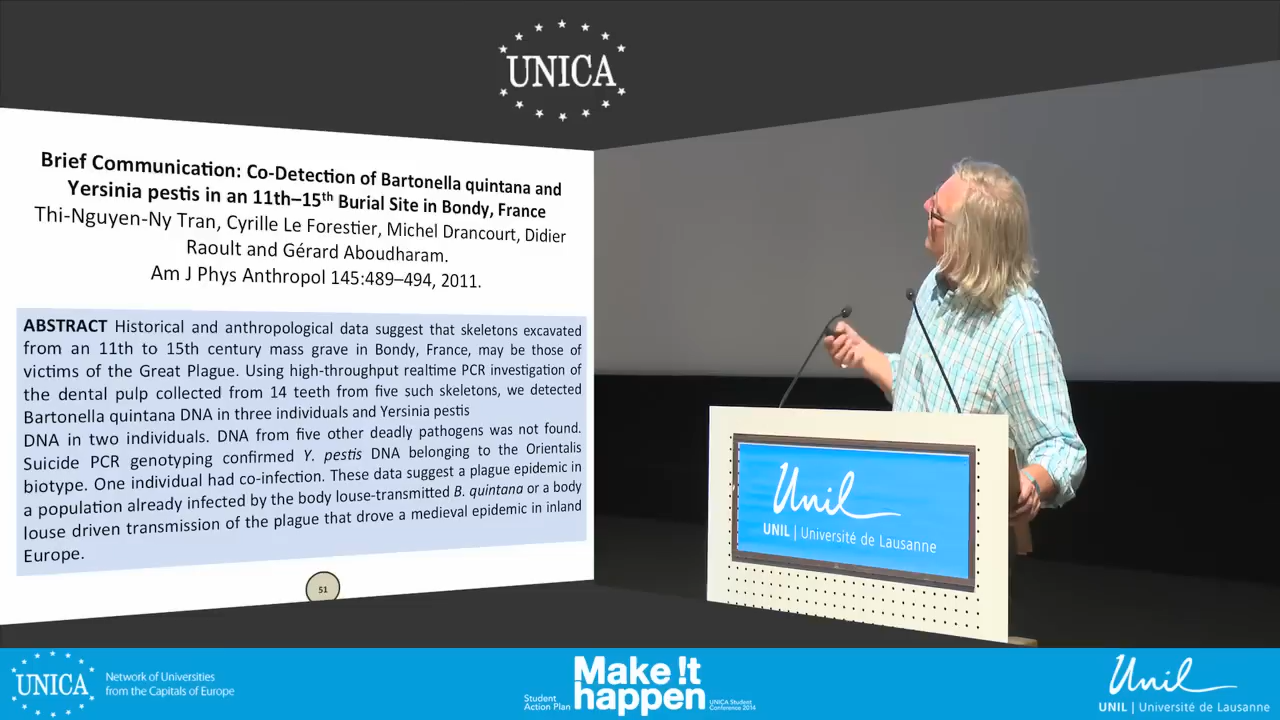 UNICA
Brief Communication: Co-Detection of Bartonella quintana and
Yersinia pestis in an 11th–15th Burial Site in Bondy, France
Thi-Nguyen-Ny Tran, Cyrille Le Forestier, Michel Drancourt, Didier
Raoult and Gérard Aboudharam.
Am J Phys Anthropol 145:489–494, 2011.
ABSTRACT Historical and anthropological data suggest that skeletons excavated
from an 11th to 15th century mass grave in Bondy, France, may be those of
victims of the Great Plague. Using high-throughput realtime PCR investigation of
the dental pulp collected from 14 teeth from five such skeletons, we detected
Bartonella quintana DNA in three individuals and Yersinia pestis
DNA in two individuals. DNA from five other deadly pathogens was not found.
Suicide PCR genotyping confirmed Y. pestis DNA belonging to the Orientalis
biotype. One individual had co-infection. These data suggest a plague epidemic in
a population already infected by the body louse-transmitted B. quintana or a body
louse driven transmission of the plague that drove a medieval epidemic in inland
Europe.
51
Unil
UNIL | Université de Lausanne
UNICA
Network of Universities
from the Capitals of Europe
Student
Action Plan
Make !t
happen
UNICA Student
Conference 2014
Unil
UNIL | Université de Lausanne